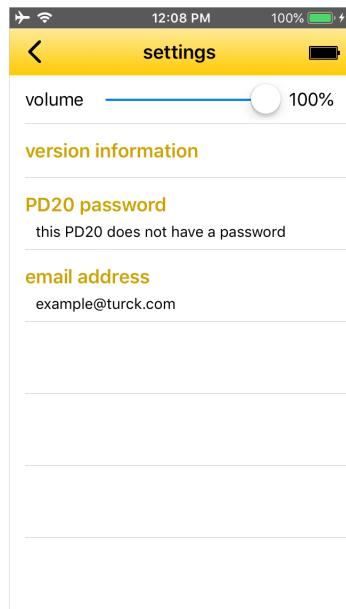 12:08 PM 100%
settings
volume 100%
version information
PD20 password
this PD20 does not have a password
email address
example@turck.com